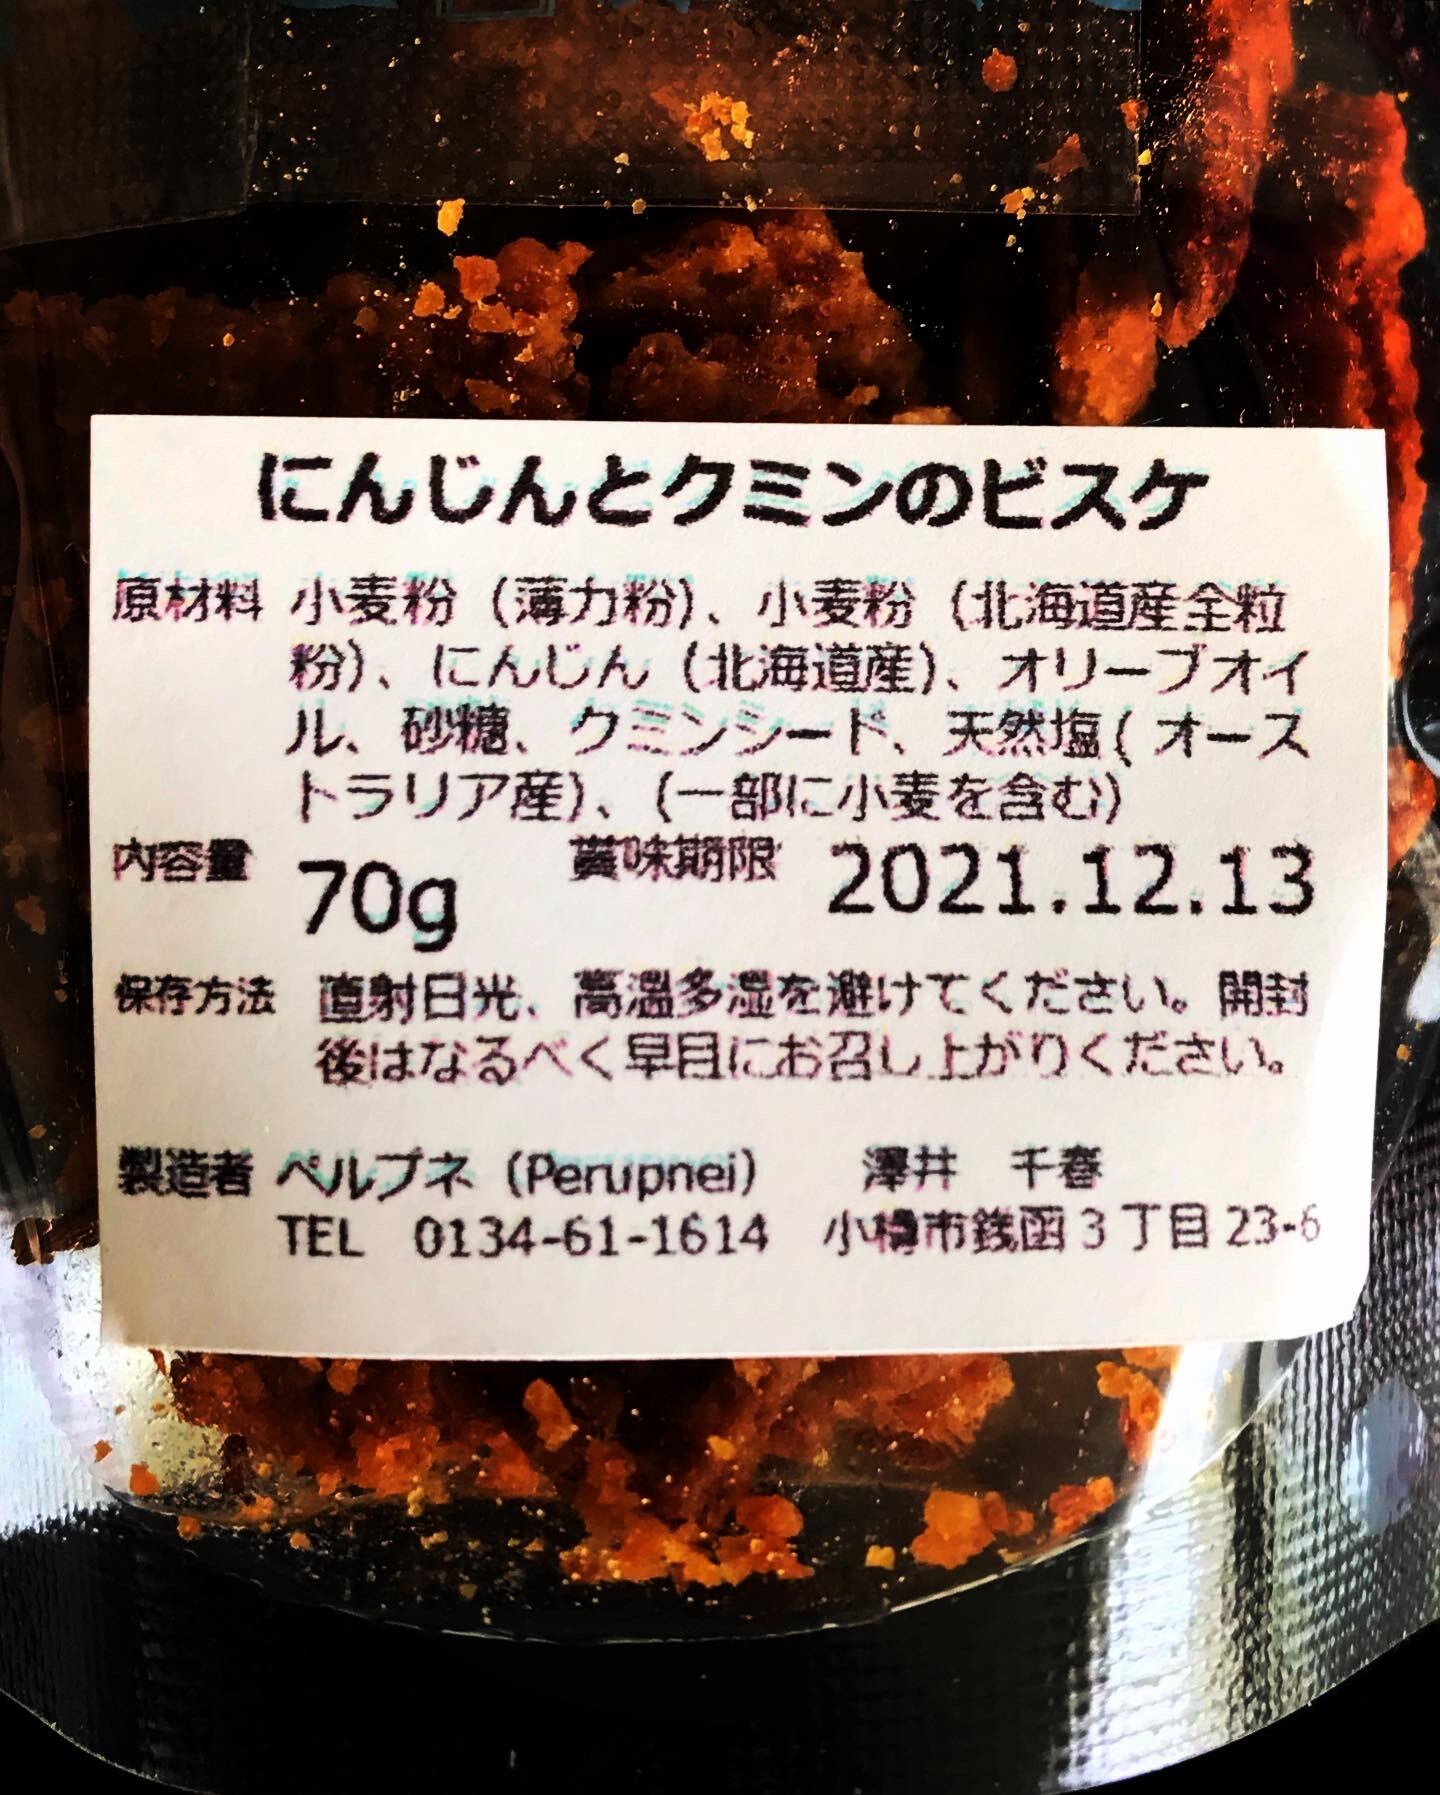 にんじんとクミンのビスケ
原材料 小麦粉（薄力粉）、小麦粉（北海道産全粒
粉）、にんじん（北海道産）、オリーブオイ
ル、砂糖、クミンシード、天然塩( オース
トラリア産）、（一部に小麦を含む）
内容量 70g 賞味期限 2021.12.13
保存方法 直射日光、高温多湿を避けてください。開封
後はなるべく早目にお召し上がりください。
製造者 ペルプネ（Perupnei） 澤井 千春
TEL 0134-61-1614 小樽市銭函３丁目23-6